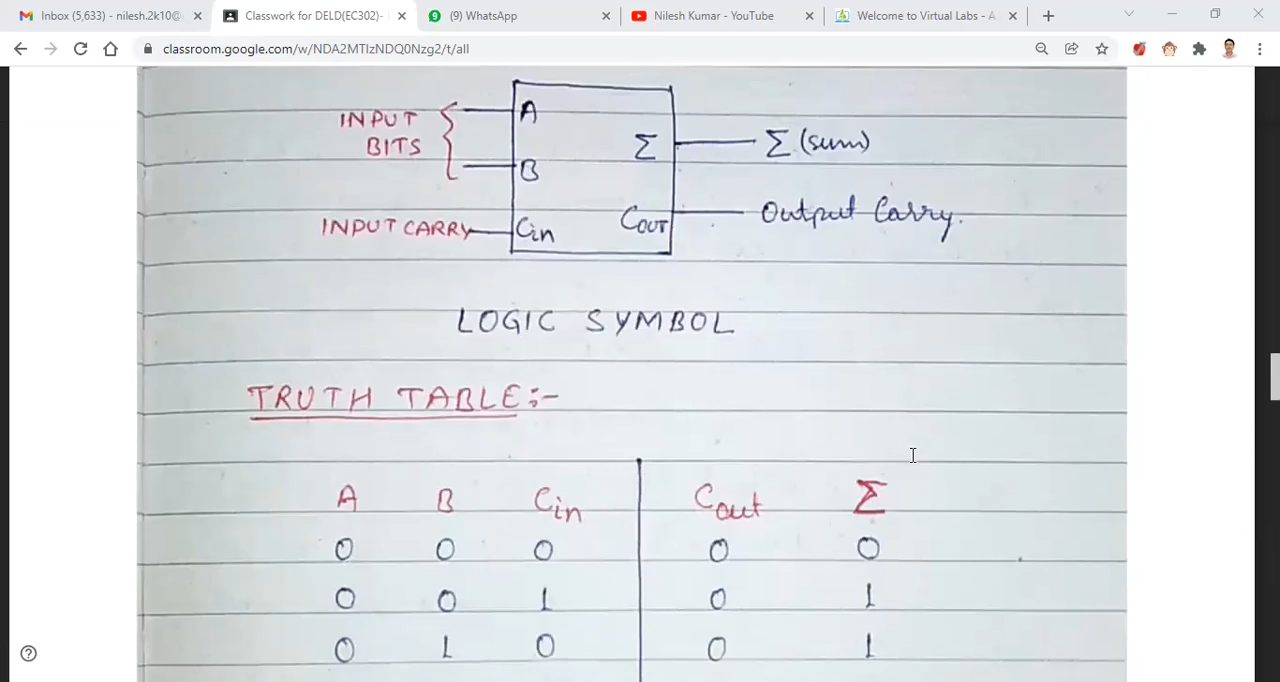 Inbox (5,633) - nilesh.2k10@
Classwork for DELD(EC302)-
(9) WhatsApp
Nilesh Kumar - YouTube
Welcome to Virtual Labs - A
classroom.google.com/w/NDA2MTIzNDQ0Nzg2/t/all
INPUT BITS
A
B
Σ
Σ (sum)
INPUT CARRY
Cin
COUT
Output Carry.
LOGIC SYMBOL
TRUTH TABLE:-
A B Cin Cout Σ
0 0 0 0 0
0 0 1 0 1
0 1 0 0 1